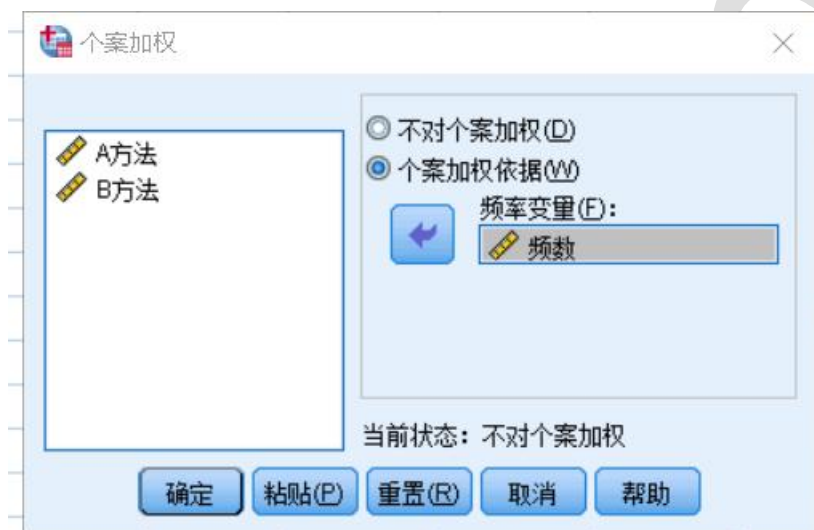 个案加权
A方法
B方法
不对个案加权(D)
个案加权依据(W)
频率变量(F):
频数
当前状态: 不对个案加权
确定
粘贴(P)
重置(R)
取消
帮助